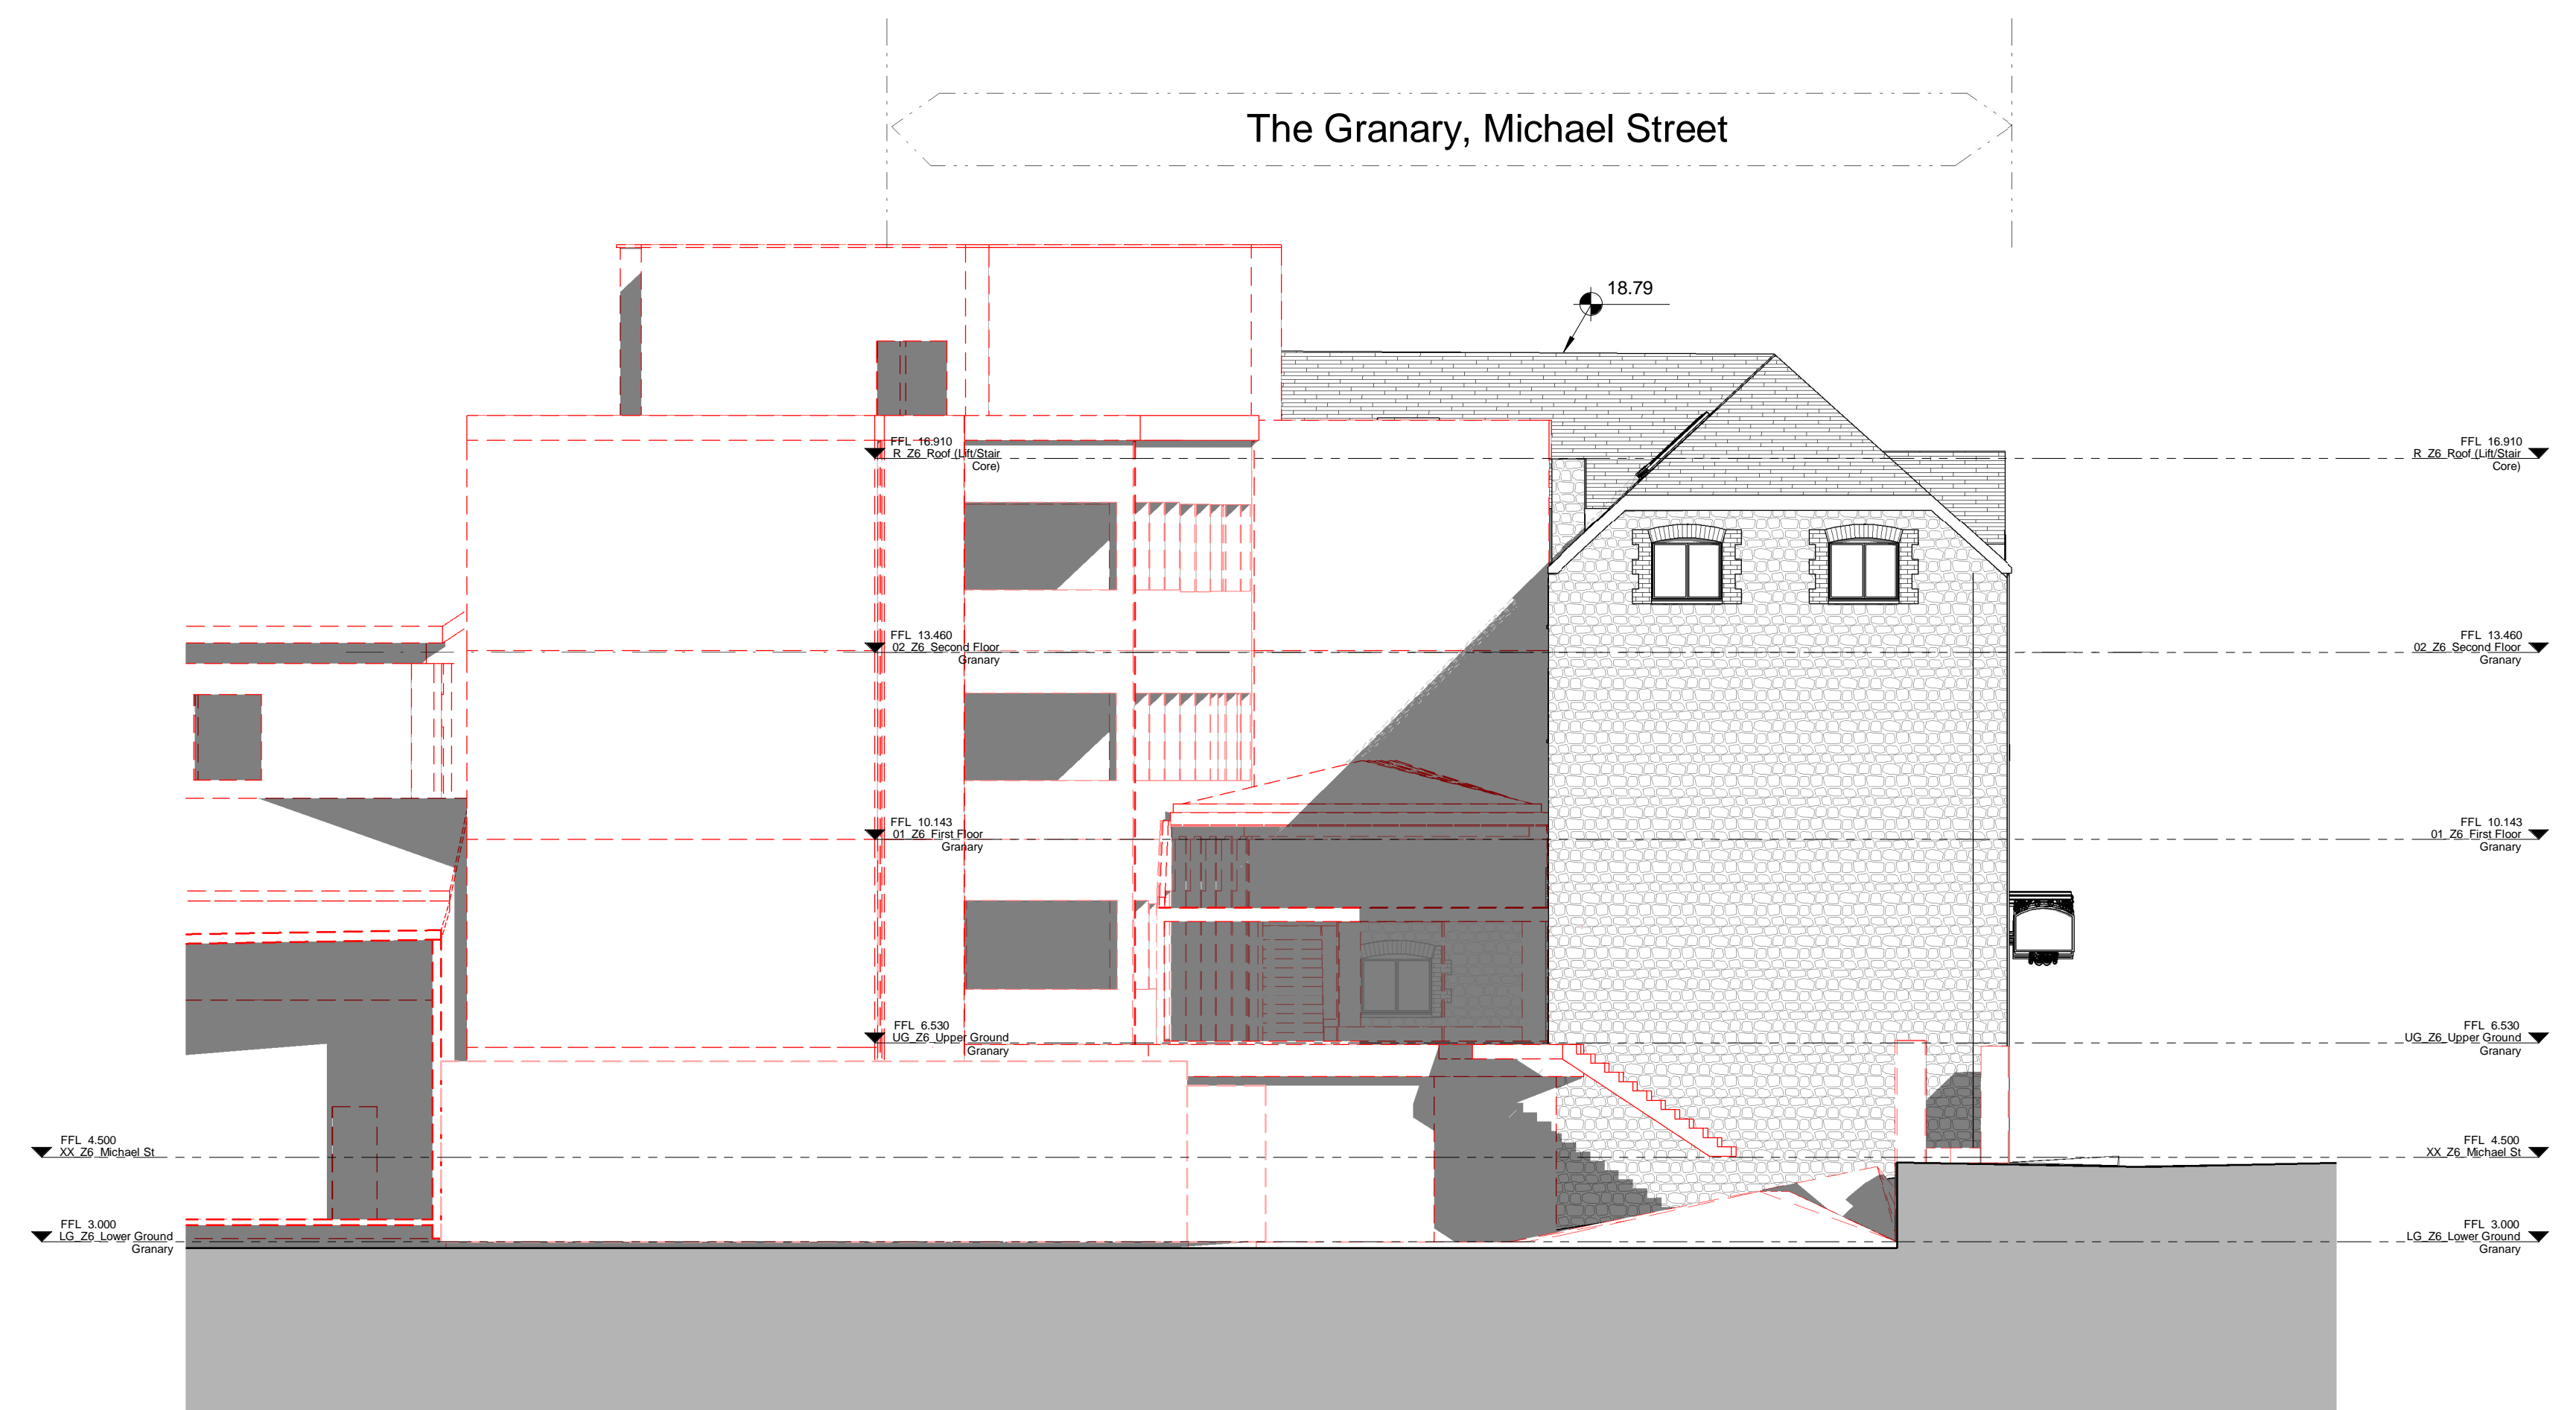 The Granary, Michael Street
18.79
FFL 16.910
R_Z6_Roof (Lift/Stair
Core)
FFL 16.910
R_Z6_Roof (Lift/Stair
Core)
FFL 13.460
02_Z6_Second Floor
Granary
FFL 13.460
02_Z6_Second Floor
Granary
FFL 10.143
01_Z6_First Floor
Granary
FFL 10.143
01_Z6_First Floor
Granary
FFL 6.530
UG_Z6_Upper Ground
Granary
FFL 6.530
UG_Z6_Upper Ground
Granary
FFL 4.500
XX_Z6_Michael St
FFL 4.500
XX_Z6_Michael St
FFL 3.000
LG_Z6_Lower Ground
Granary
FFL 3.000
LG_Z6_Lower Ground
Granary